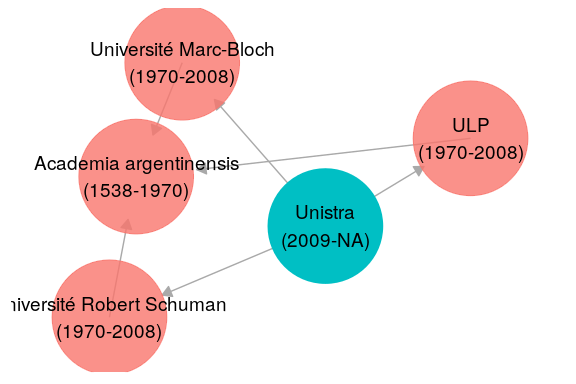 Université Marc-Bloch
(1970-2008)
ULP
(1970-2008)
Academia argentinensis
(1538-1970)
Unistra
(2009-NA)
niversité Robert Schuman
(1970-2008)